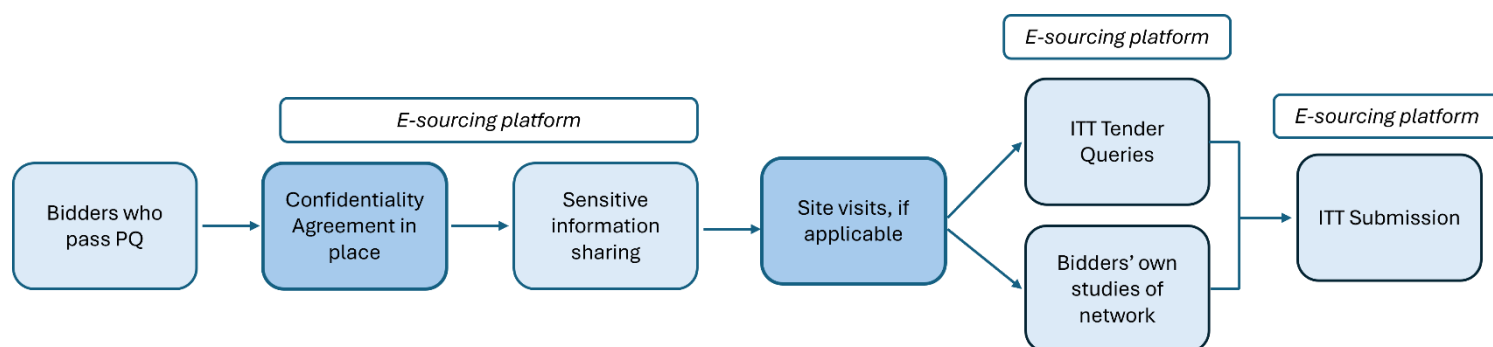 E-sourcing platform
E-sourcing platform
E-sourcing platform
Bidders who
pass PQ
Confidentiality
Agreement in
place
Sensitive
information
sharing
Site visits, if
applicable
ITT Tender
Queries
Bidders’ own
studies of
network
ITT Submission